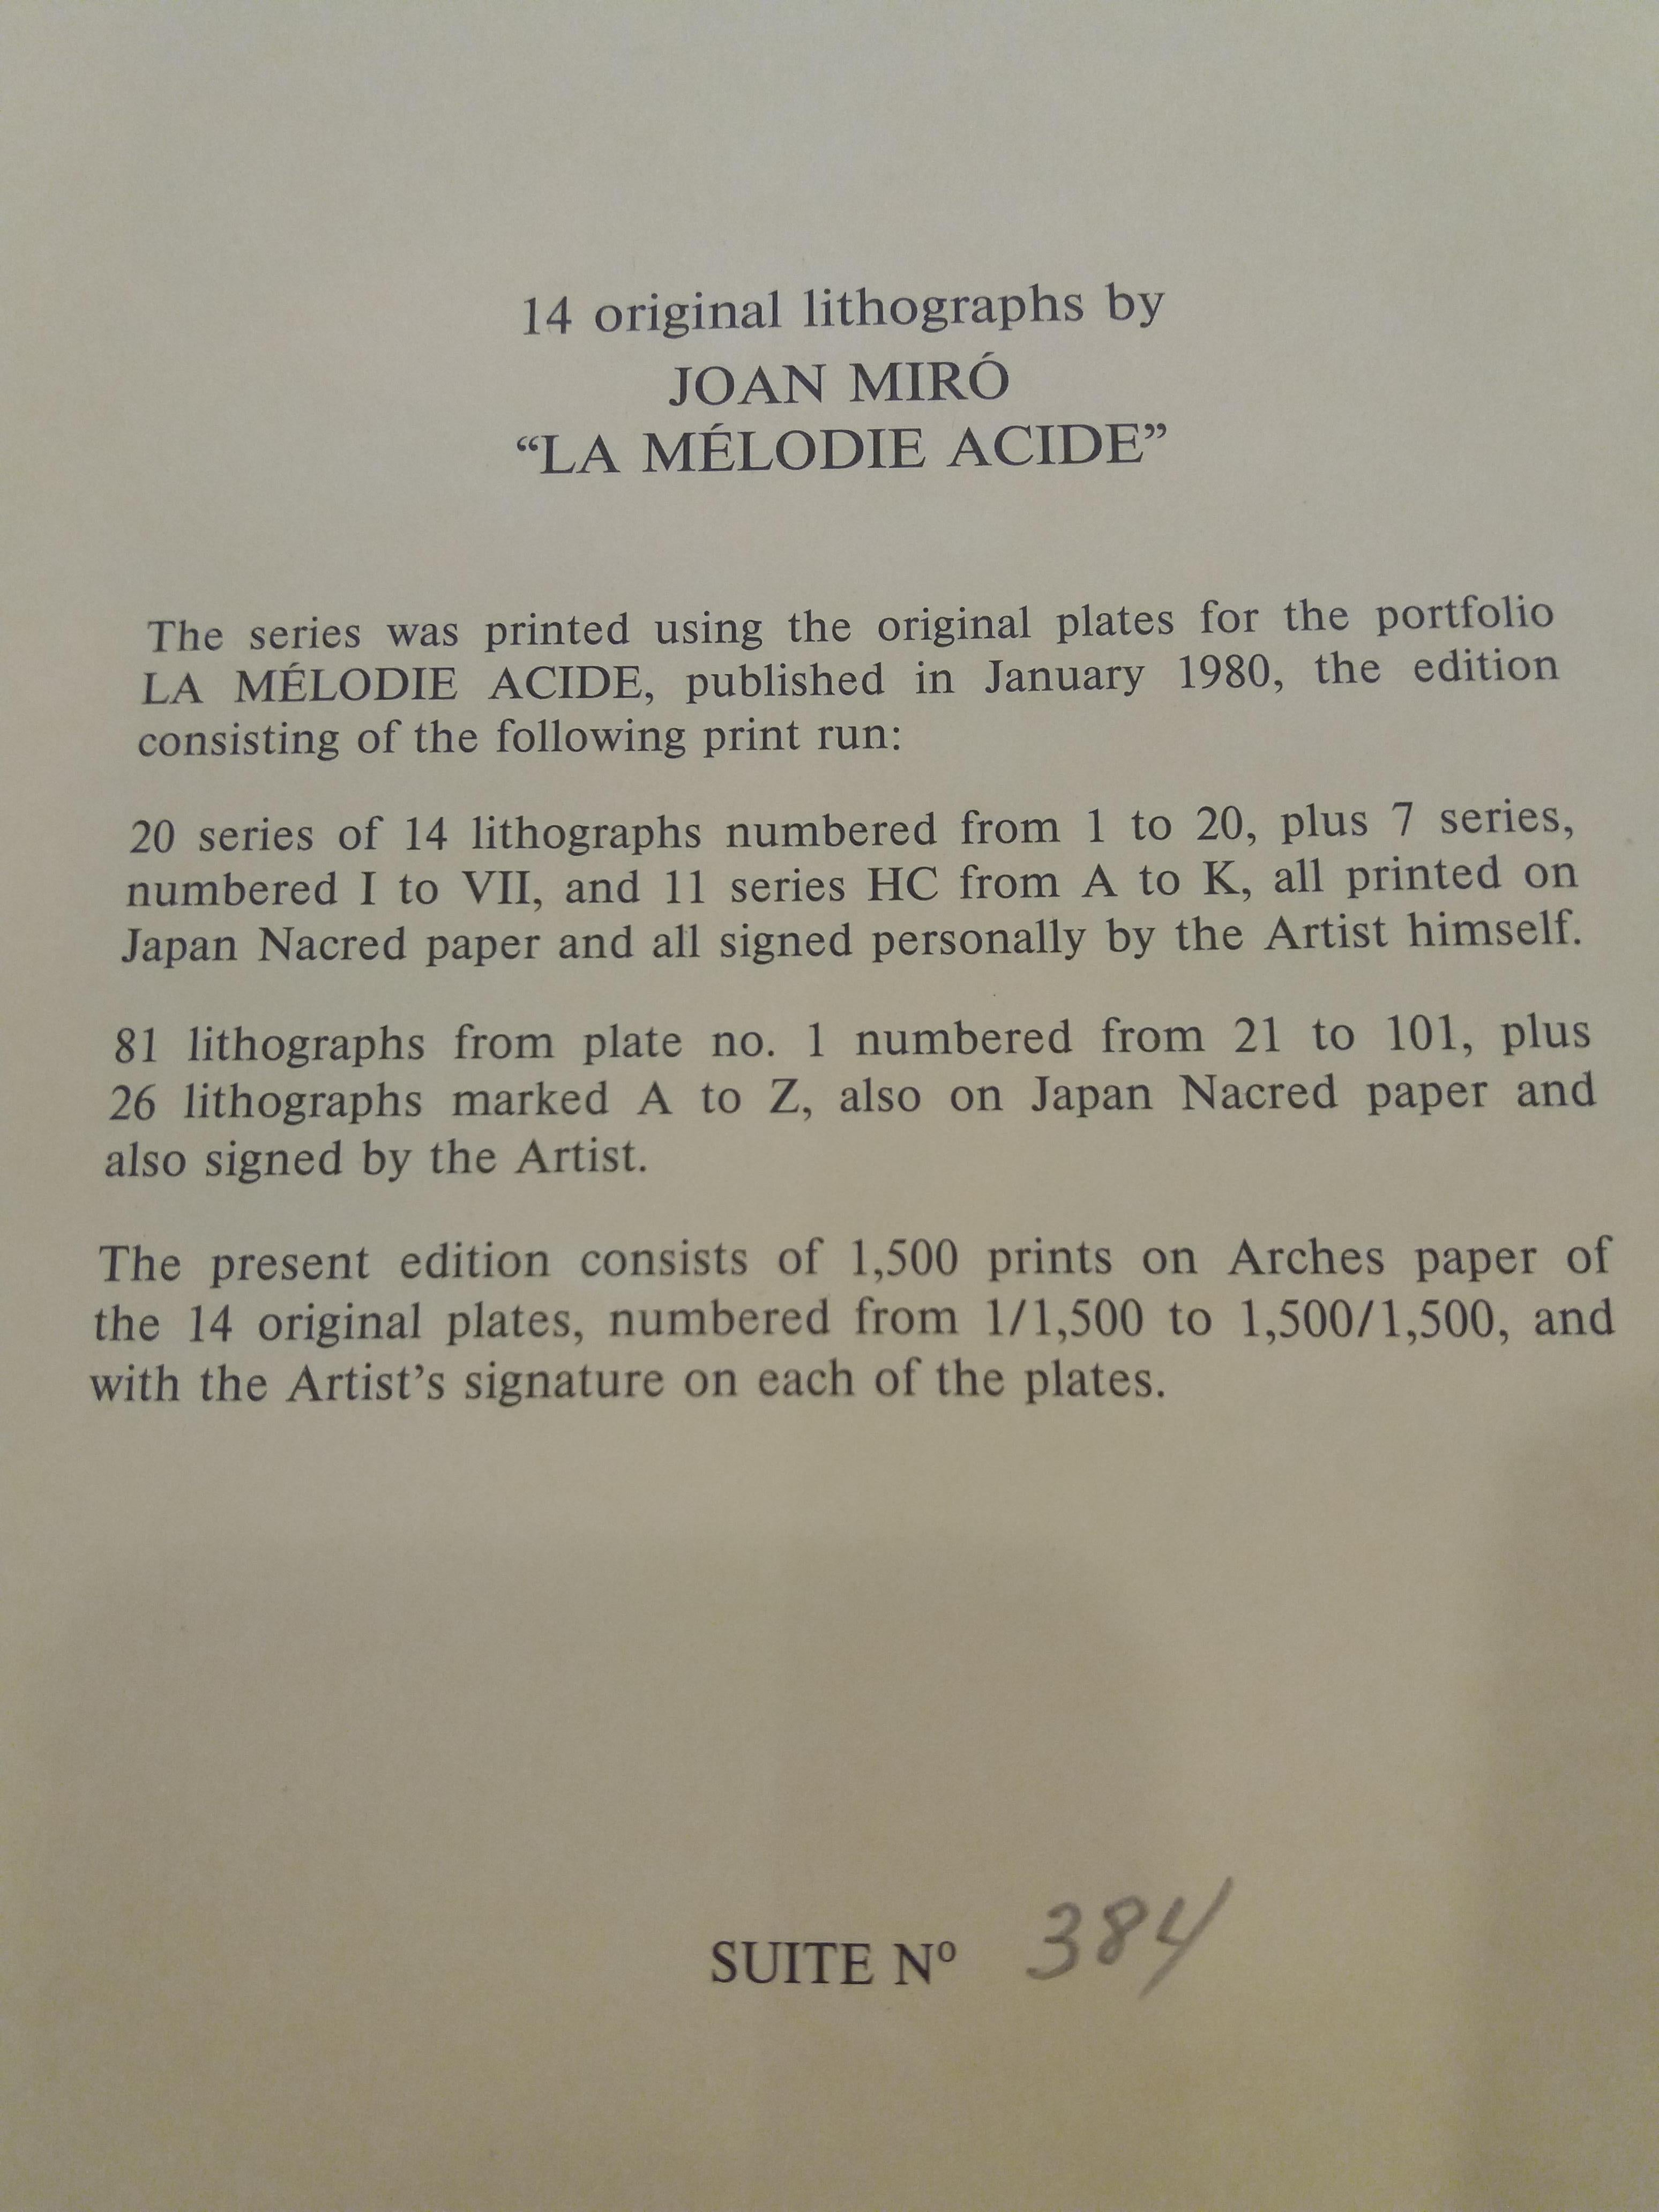 14 original lithographs by
JOAN MIRÓ
“LA MÉLODIE ACIDE”
The series was printed using the original plates for the portfolio
LA MÉLODIE ACIDE, published in January 1980, the edition
consisting of the following print run:
20 series of 14 lithographs numbered from 1 to 20, plus 7 series,
numbered I to VII, and 11 series HC from A to K, all printed on
Japan Nacred paper and all signed personally by the Artist himself.
81 lithographs from plate no. 1 numbered from 21 to 101, plus
26 lithographs marked A to Z, also on Japan Nacred paper and
also signed by the Artist.
The present edition consists of 1,500 prints on Arches paper of
the 14 original plates, numbered from 1/1,500 to 1,500/1,500, and
with the Artist’s signature on each of the plates.
SUITE Nº 384